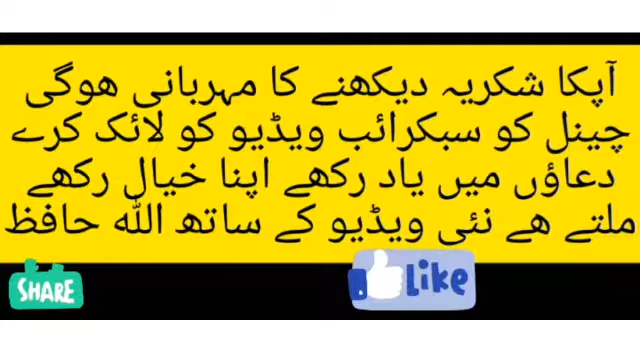 آپکا شکریہ دیکھنے کا مہربانی ھوگی
چینل کو سبکرائب ویڈیو کو لائک کرے
دعاؤں میں یاد رکھے اپنا خیال رکھے
ملتے ھے نئی ویڈیو کے ساتھ اللہ حافظ
SHARE
Like